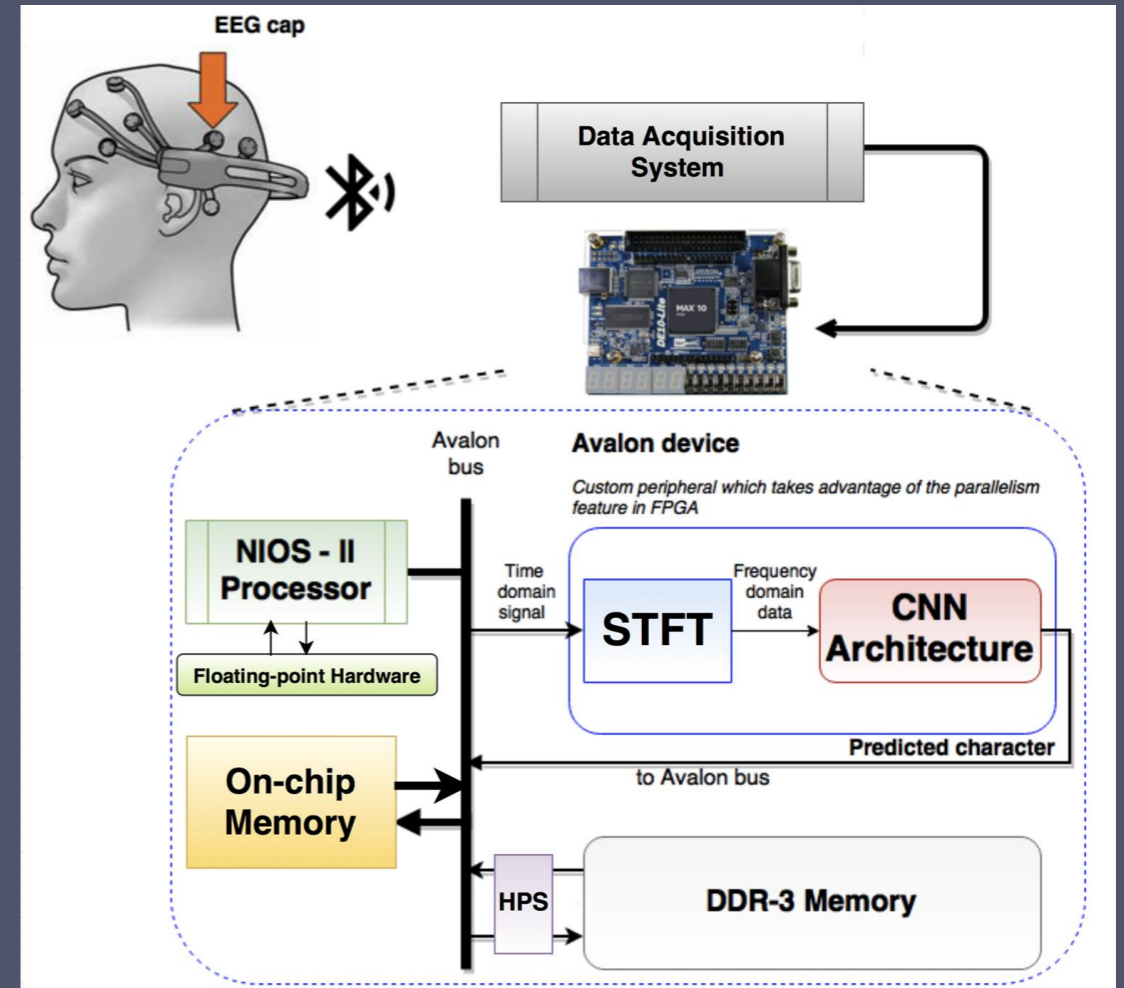 EEG cap
Data Acquisition
System
MAX 10
DE10-Lite
Avalon
bus
Avalon device
Custom peripheral which takes advantage of the parallelism
feature in FPGA
NIOS - II
Processor
Floating-point Hardware
Time
domain
signal
STFT
Frequency
domain
data
CNN
Architecture
Predicted character
to Avalon bus
On-chip
Memory
HPS
DDR-3 Memory